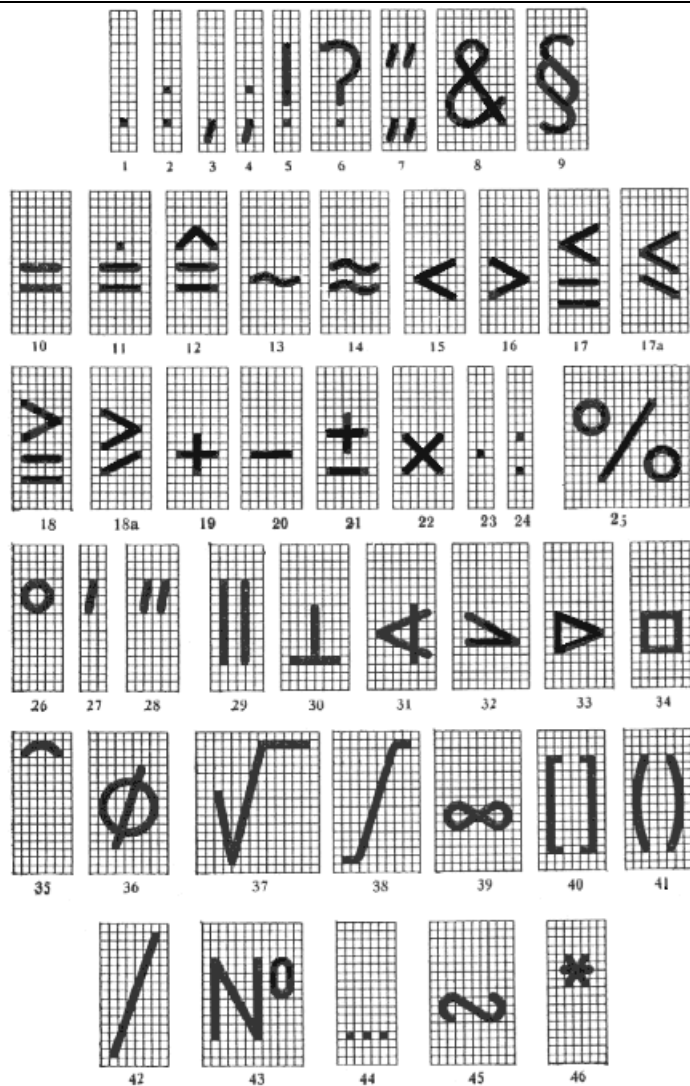 . : , ; ! ? " " & §
1 2 3 4 5 6 7 8 9
= ≐ ≙ ~ ≈ < > ≦ ⩽
10 11 12 13 14 15 16 17 17a
≧ ⩾ + − ± × · : %
18 18a 19 20 21 22 23 24 25
° ′ ″ || ⊥ ∢ ⦣ ▷ □
26 27 28 29 30 31 32 33 34
⌒ ø √ ∫ ∞ [ ] ( )
35 36 37 38 39 40 41
/ № ... ∾ *
42 43 44 45 46